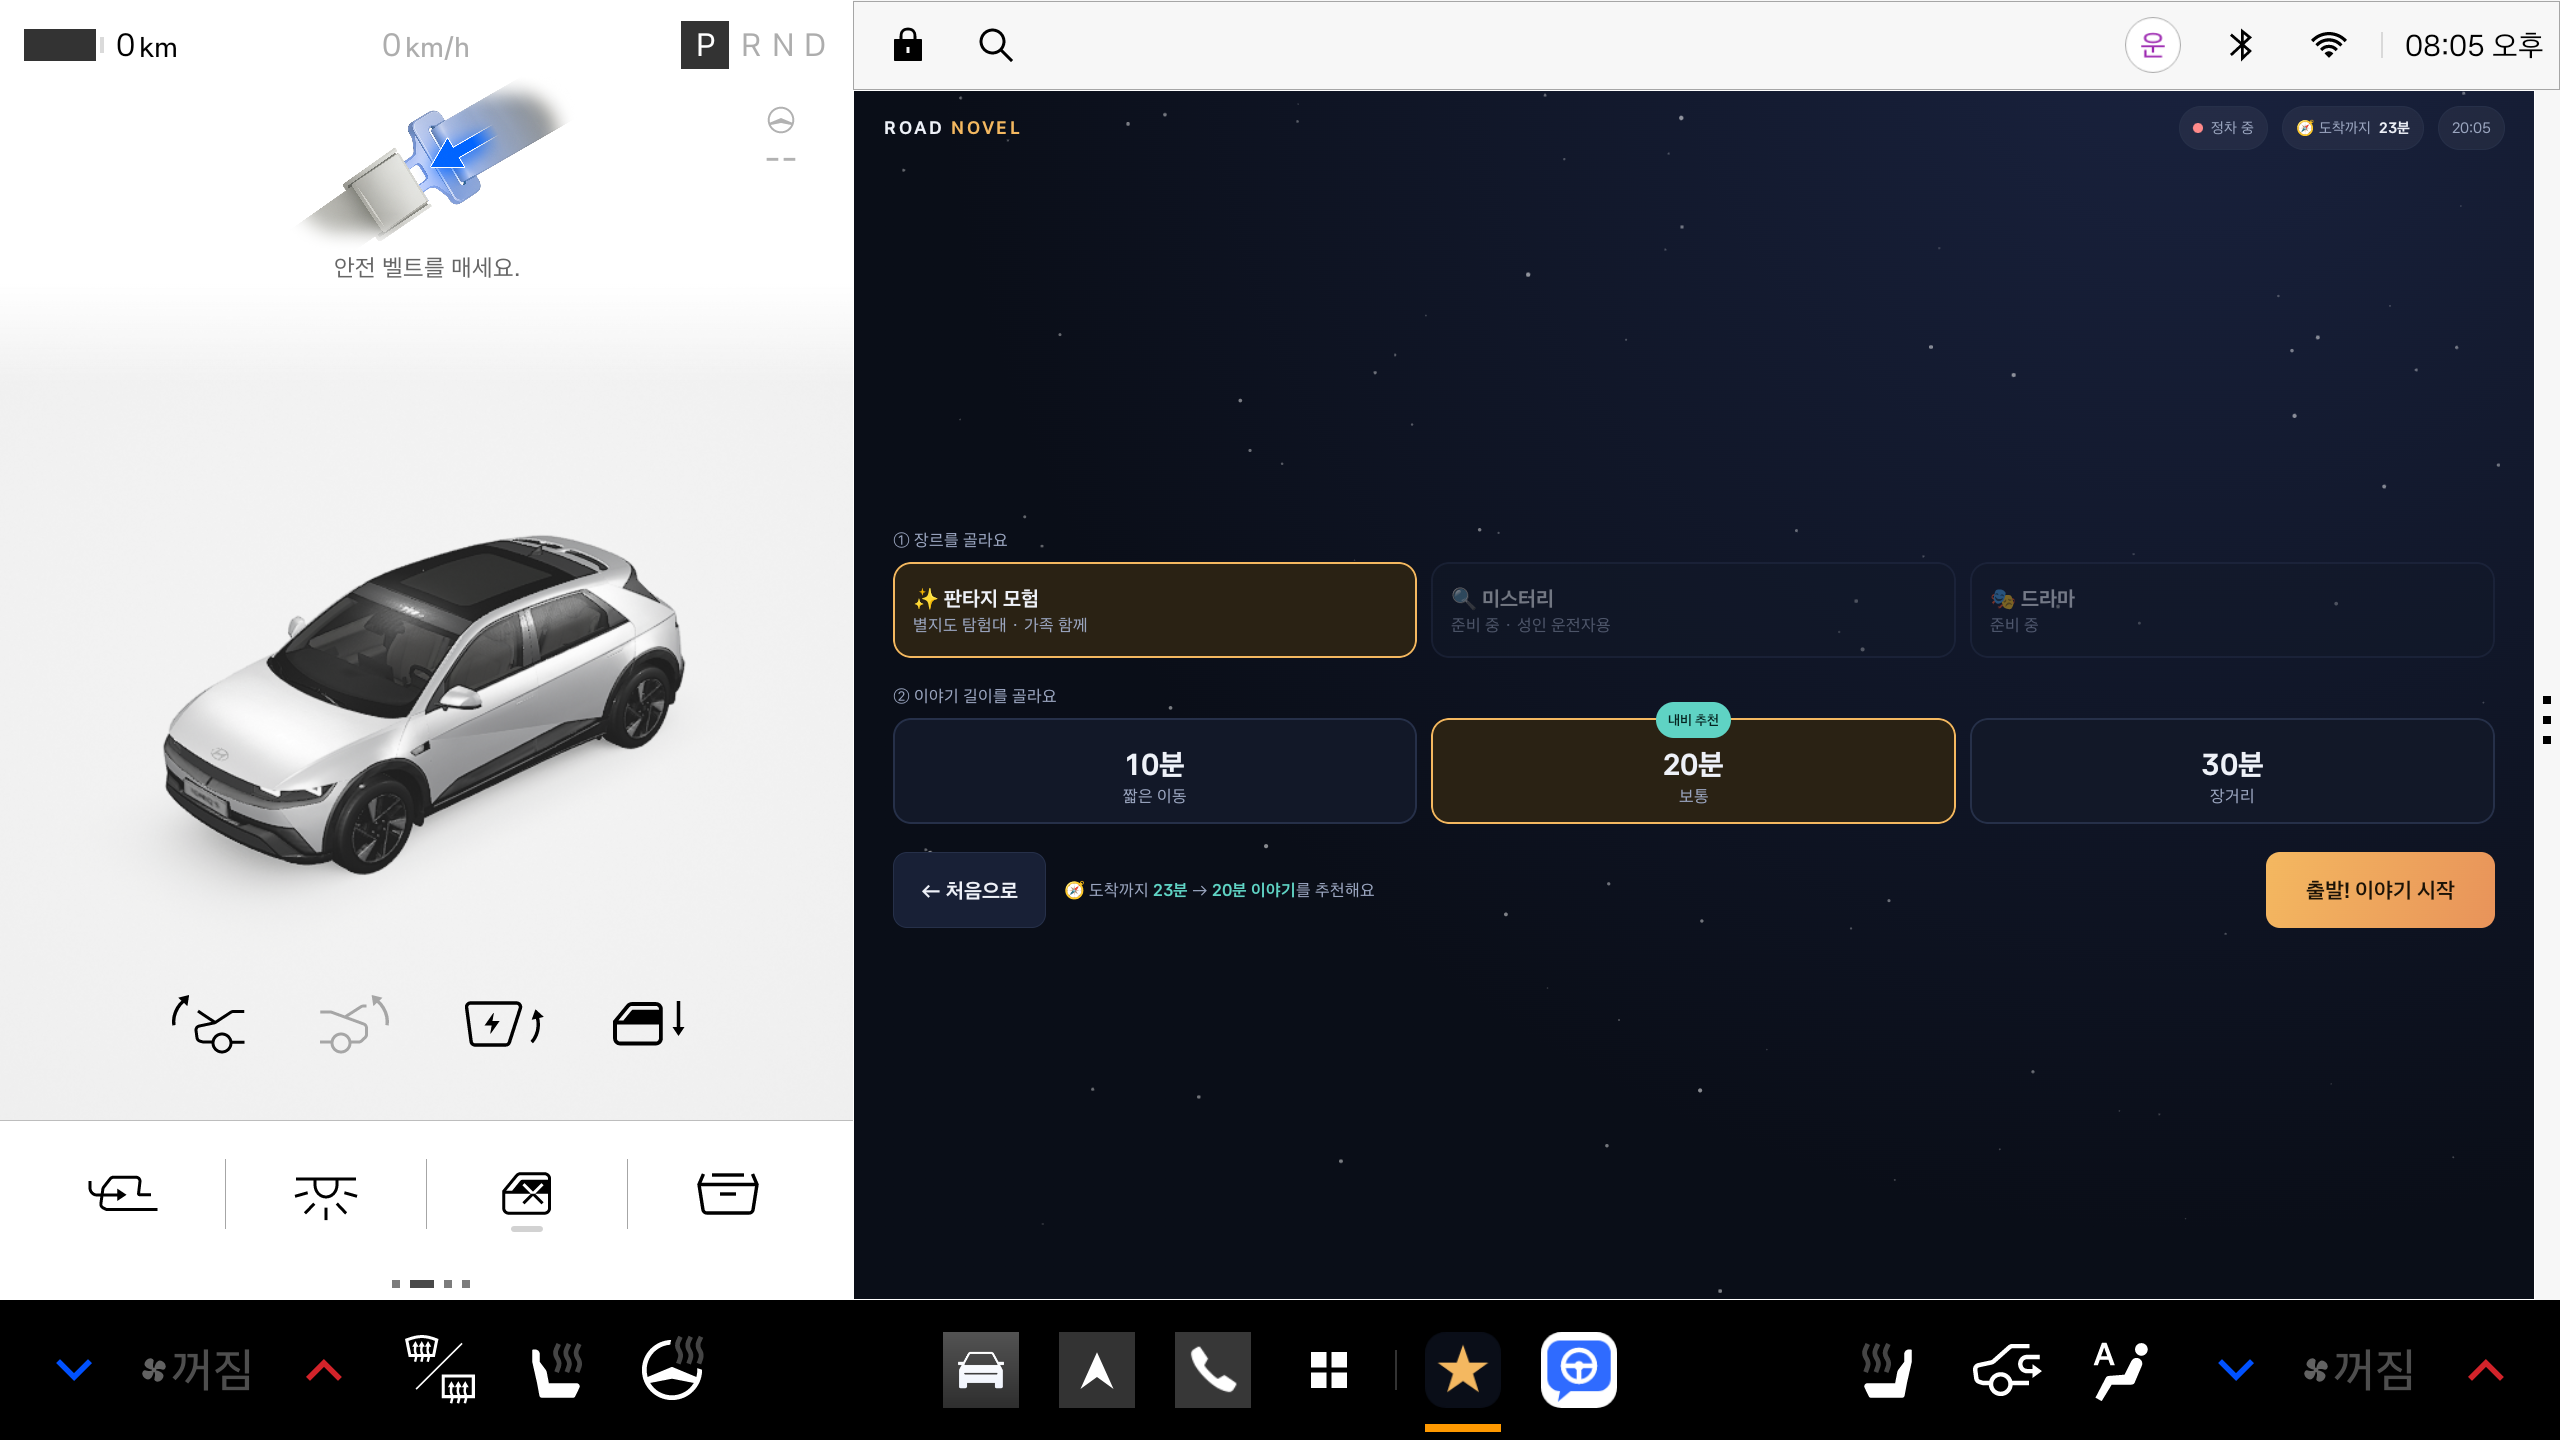 0 km
0 km/h
P R N D
안전 벨트를 매세요.
운
08:05 오후
ROAD NOVEL
정차 중
도착까지 23분
20:05
① 장르를 골라요
판타지 모험
별지도 탐험대 · 가족 함께
미스터리
준비 중 · 성인 운전자용
드라마
준비 중
② 이야기 길이를 골라요
10분
짧은 이동
내비 추천
20분
보통
30분
장거리
← 처음으로
도착까지 23분 → 20분 이야기를 추천해요
출발! 이야기 시작
꺼짐
A
꺼짐